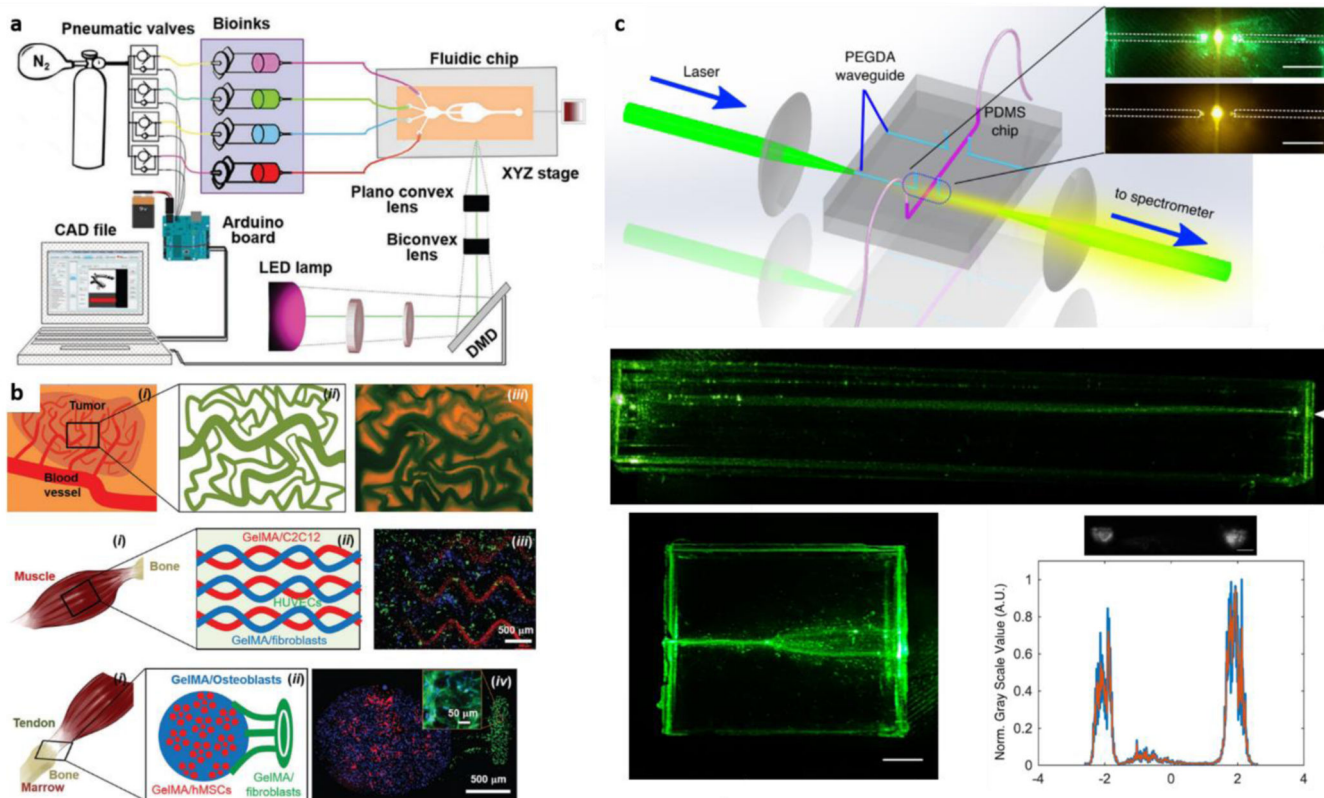 a
Pneumatic valves
Bioinks
N2
Fluidic chip
XYZ stage
Plano convex
lens
Biconvex
lens
Arduino
board
CAD file
LED lamp
DMD
b
(i)
Tumor
Blood
vessel
(ii)
(iii)
(i)
Muscle
Bone
GelMA/C2C12
(ii)
HUVECs
GelMA/fibroblasts
(iii)
500 µm
(i)
Tendon
Bone
Marrow
GelMA/Osteoblasts
(ii)
GelMA/hMSCs
GelMA/
fibroblasts
(iv)
50 µm
500 µm
c
Laser
PEGDA
waveguide
PDMS
chip
to spectrometer
Norm. Gray Scale Value (A.U.)
1
0.8
0.6
0.4
0.2
0
-4
-2
0
2
4